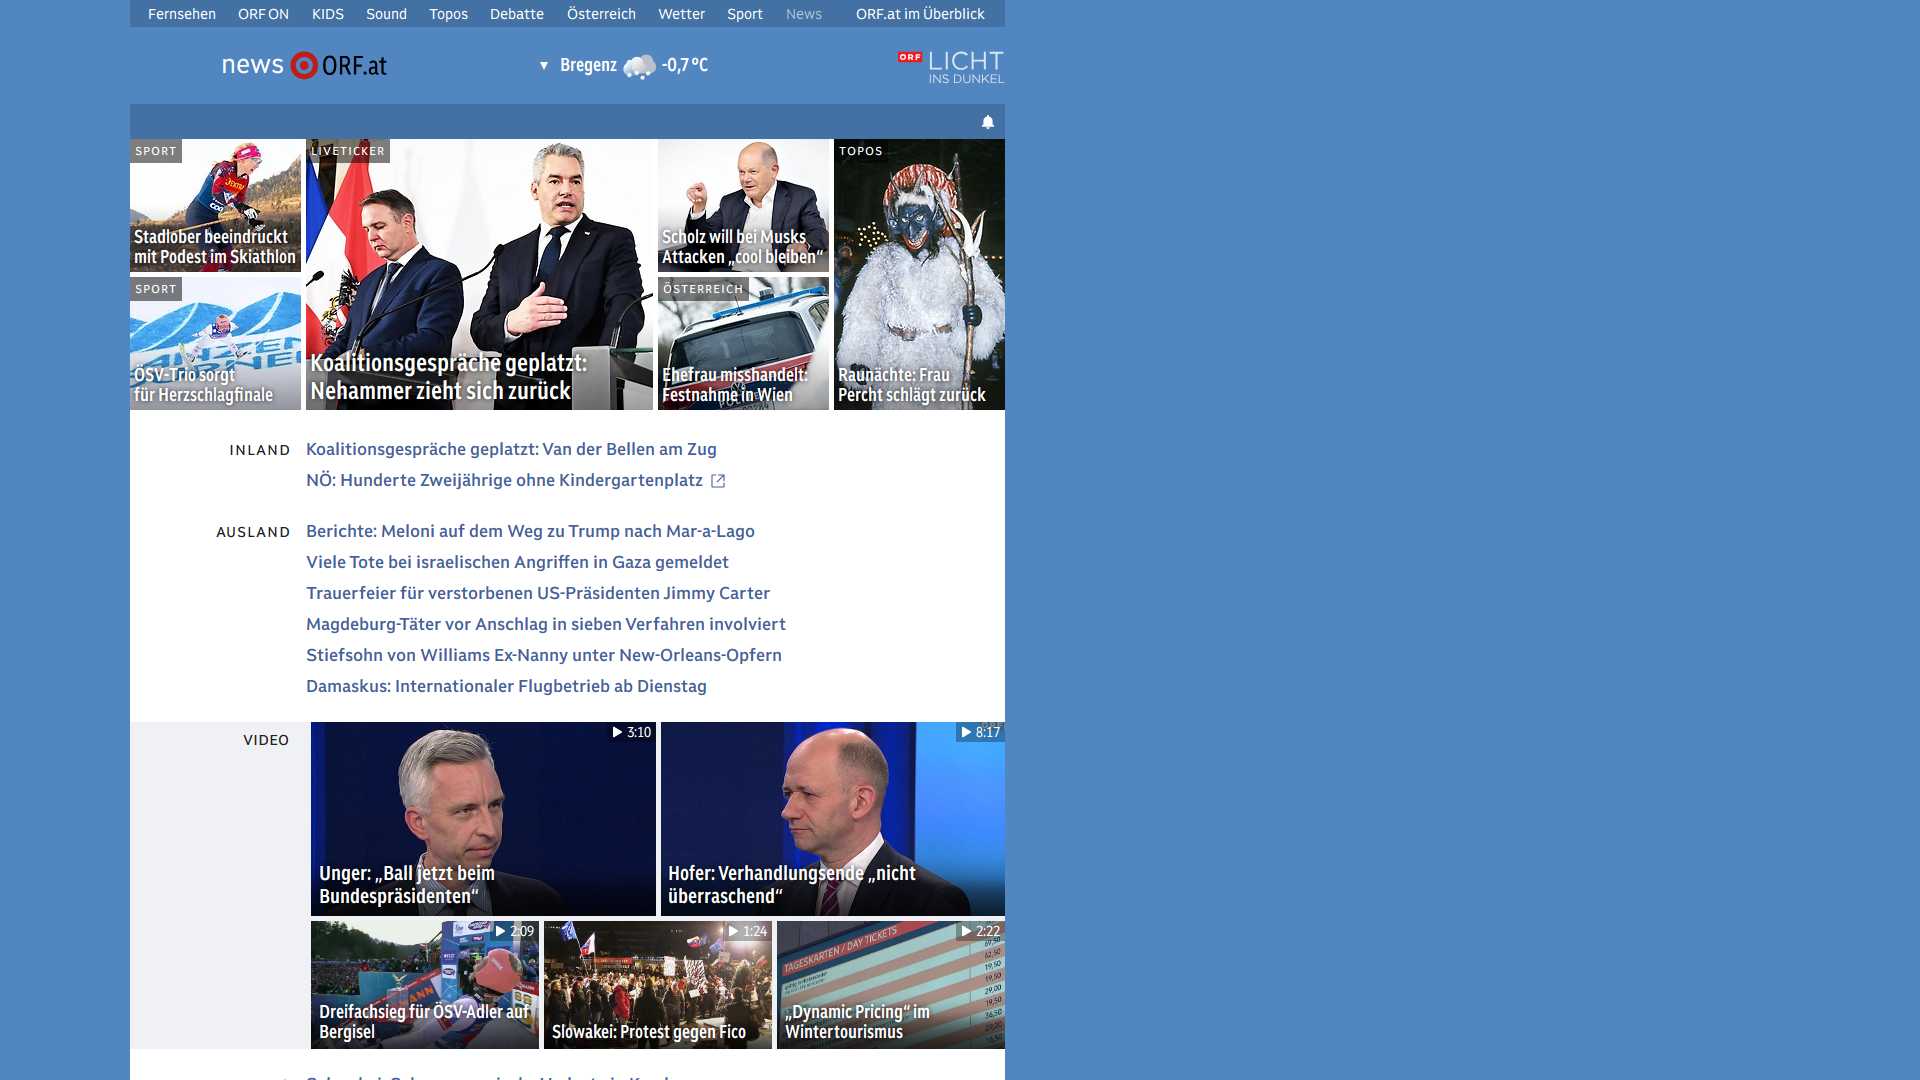 Fernsehen ORF ON KIDS Sound Topos Debatte Österreich Wetter Sport News ORF.at im Überblick
news ORF.at
Bregenz -0,7 °C
ORF LICHT
INS DUNKEL
SPORT
Stadlober beeindruckt
mit Podest im Skiathlon
SPORT
ÖSV-Trio sorgt
für Herzschlagfinale
LIVETICKER
Koalitionsgespräche geplatzt:
Nehammer zieht sich zurück
Scholz will bei Musks
Attacken „cool bleiben“
ÖSTERREICH
Ehefrau misshandelt:
Festnahme in Wien
TOPOS
Raunächte: Frau
Percht schlägt zurück
INLAND
Koalitionsgespräche geplatzt: Van der Bellen am Zug
NÖ: Hunderte Zweijährige ohne Kindergartenplatz
AUSLAND
Berichte: Meloni auf dem Weg zu Trump nach Mar-a-Lago
Viele Tote bei israelischen Angriffen in Gaza gemeldet
Trauerfeier für verstorbenen US-Präsidenten Jimmy Carter
Magdeburg-Täter vor Anschlag in sieben Verfahren involviert
Stiefsohn von Williams Ex-Nanny unter New-Orleans-Opfern
Damaskus: Internationaler Flugbetrieb ab Dienstag
VIDEO
3:10
Unger: „Ball jetzt beim
Bundespräsidenten“
8:17
Hofer: Verhandlungsende „nicht
überraschend“
2:09
Dreifachsieg für ÖSV-Adler auf
Bergisel
1:24
Slowakei: Protest gegen Fico
2:22
TAGESKARTEN / DAY TICKETS
„Dynamic Pricing“ im
Wintertourismus